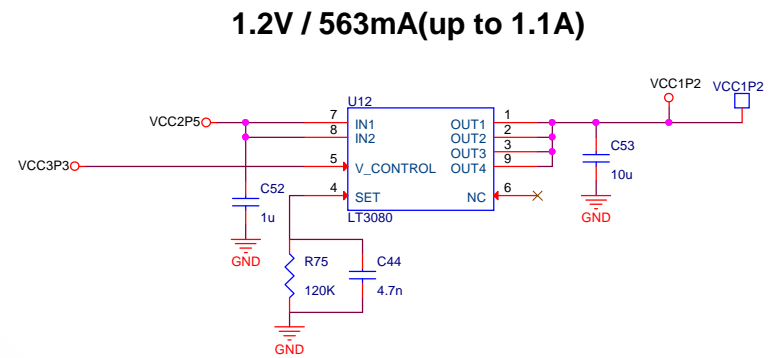 1.2V / 563mA(up to 1.1A)
VCC1P2 VCC1P2
U12
VCC2P5 7 IN1 OUT1 1
8 IN2 OUT2 2
OUT3 3
VCC3P3 5 V_CONTROL OUT4 9
C53
10u
C52
1u
4 SET NC 6
LT3080
GND
GND
R75
120K
C44
4.7n
GND